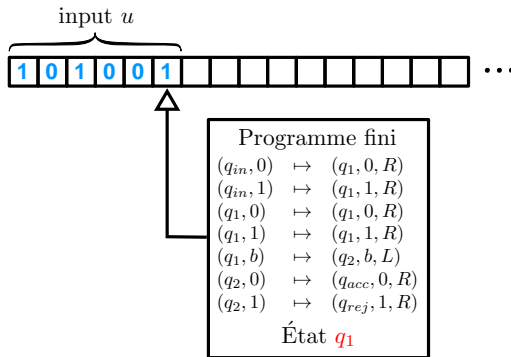 input u
1 0 1 0 0 1 ···
Programme fini
(q_in, 0) ↦ (q_1, 0, R)
(q_in, 1) ↦ (q_1, 1, R)
(q_1, 0) ↦ (q_1, 0, R)
(q_1, 1) ↦ (q_1, 1, R)
(q_1, b) ↦ (q_2, b, L)
(q_2, 0) ↦ (q_acc, 0, R)
(q_2, 1) ↦ (q_rej, 1, R)
État q_1